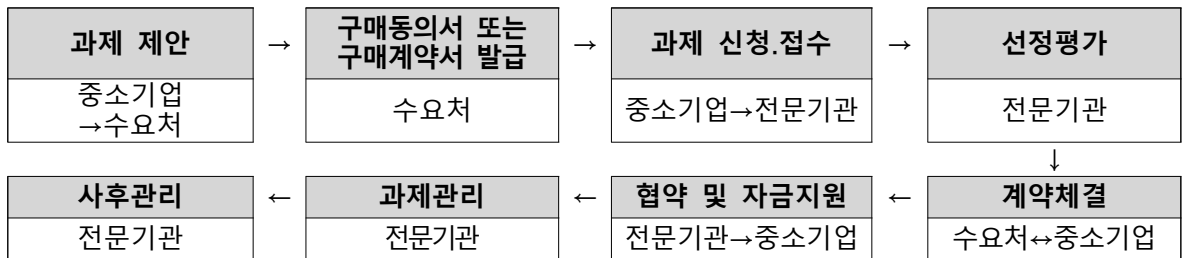 과제 제안
중소기업
→수요처
→
구매동의서 또는
구매계약서 발급
수요처
→
과제 신청.접수
중소기업→전문기관
→
선정평가
전문기관
↓
계약체결
수요처↔중소기업
←
협약 및 자금지원
전문기관→중소기업
←
과제관리
전문기관
←
사후관리
전문기관